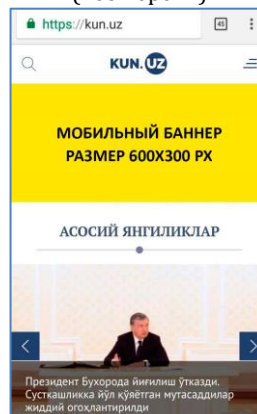 https://kun.uz
45
KUN.UZ
МОБИЛЬНЫЙ БАННЕР
РАЗМЕР 600X300 PX
АСОСИЙ ЯНГИЛИКЛАР
Президент Бухорода йиғилиш ўтказди.
Сусткашликка йўл қўяётган мутасаддилар
жиддий огоҳлантирилди